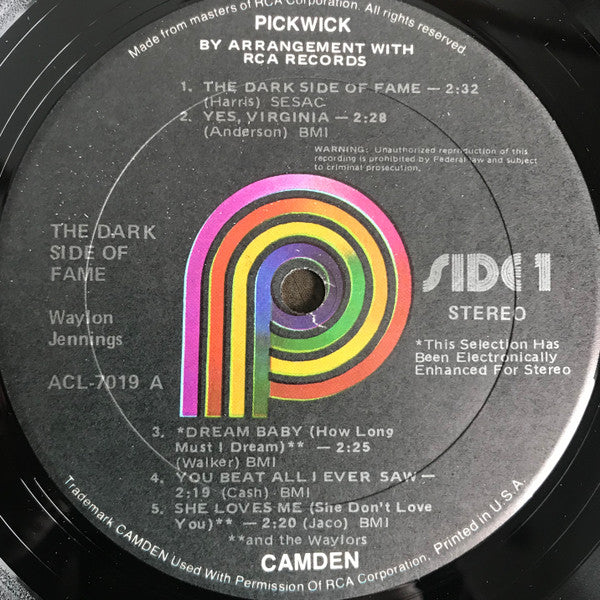 Made from masters of RCA Corporation. All rights reserved.
PICKWICK
BY ARRANGEMENT WITH
RCA RECORDS
1. THE DARK SIDE OF FAME — 2:32
(Harris) SESAC
2. YES, VIRGINIA — 2:28
(Anderson) BMI
WARNING: Unauthorized reproduction of this
recording is prohibited by Federal law and subject
to criminal prosecution.
THE DARK
SIDE OF
FAME
Waylon
Jennings
ACL-7019 A
SIDE 1
STEREO
*This Selection Has
Been Electronically
Enhanced For Stereo
3. *DREAM BABY (How Long
Must I Dream)** — 2:25
(Walker) BMI
4. YOU BEAT ALL I EVER SAW —
2:19 (Cash) BMI
5. SHE LOVES ME (She Don't Love
You)** — 2:20 (Jaco) BMI
**and the Waylors
CAMDEN
Trademark CAMDEN Used With Permission Of RCA Corporation. Printed in U.S.A.